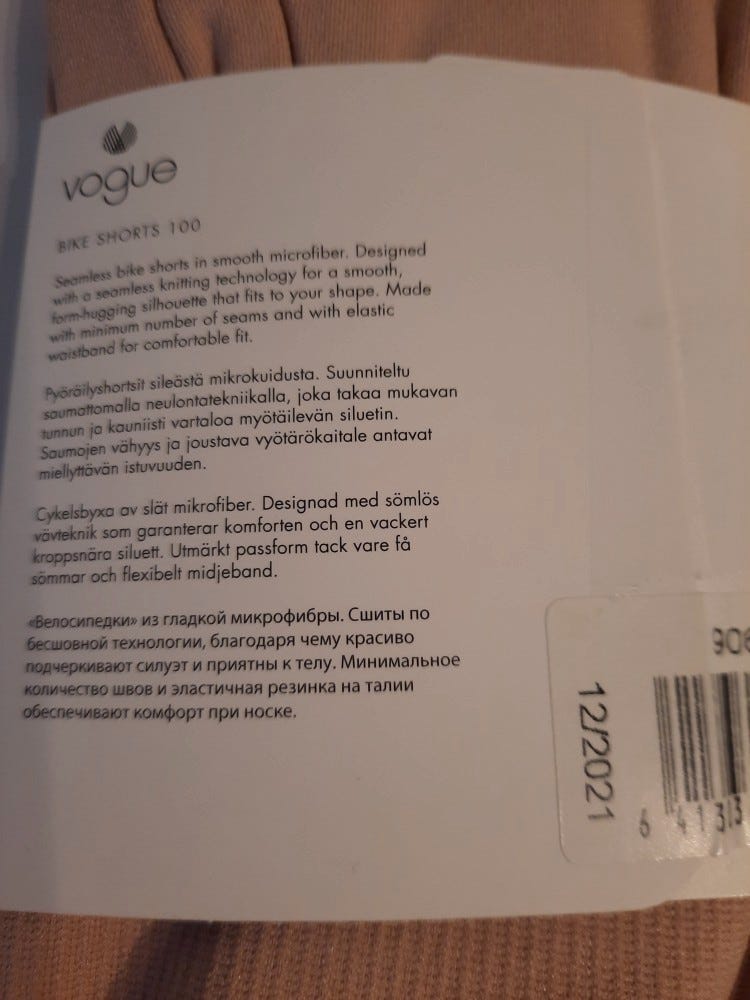 vogue
BIKE SHORTS 100
Seamless bike shorts in smooth microfiber. Designed
with a seamless knitting technology for a smooth,
form-hugging silhouette that fits to your shape. Made
with minimum number of seams and with elastic
waistband for comfortable fit.
Pyöräilyshortsit sileästä mikrokuidusta. Suunniteltu
saumattomalla neulontatekniikalla, joka takaa mukavan
tunnun ja kauniisti vartaloa myötäilevän siluetin.
Saumojen vähyys ja joustava vyötärökaitale antavat
miellyttävän istuvuuden.
Cykelsbyxa av slät mikrofiber. Designad med sömlös
vävteknik som garanterar komforten och en vackert
kroppsnära siluett. Utmärkt passform tack vare få
sömmar och flexibelt midjeband.
«Велосипедки» из гладкой микрофибры. Сшиты по
бесшовной технологии, благодаря чему красиво
подчеркивают силуэт и приятны к телу. Минимальное
количество швов и эластичная резинка на талии
обеспечивают комфорт при носке.
906
12/2021
6 4133